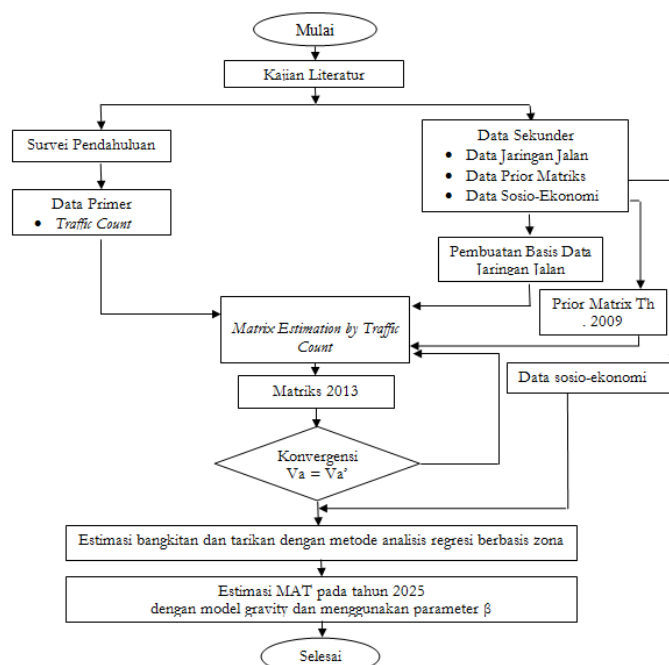 Mulai
Kajian Literatur
Survei Pendahuluan
Data Primer
• Traffic Count
Data Sekunder
• Data Jaringan Jalan
• Data Prior Matriks
• Data Sosio-Ekonomi
Pembuatan Basis Data
Jaringan Jalan
Prior Matrix Th
. 2009
Matrix Estimation by Traffic
Count
Data sosio-ekonomi
Matriks 2013
Konvergensi
Va = Va'
Estimasi bangkitan dan tarikan dengan metode analisis regresi berbasis zona
Estimasi MAT pada tahun 2025
dengan model gravity dan menggunakan parameter β
Selesai